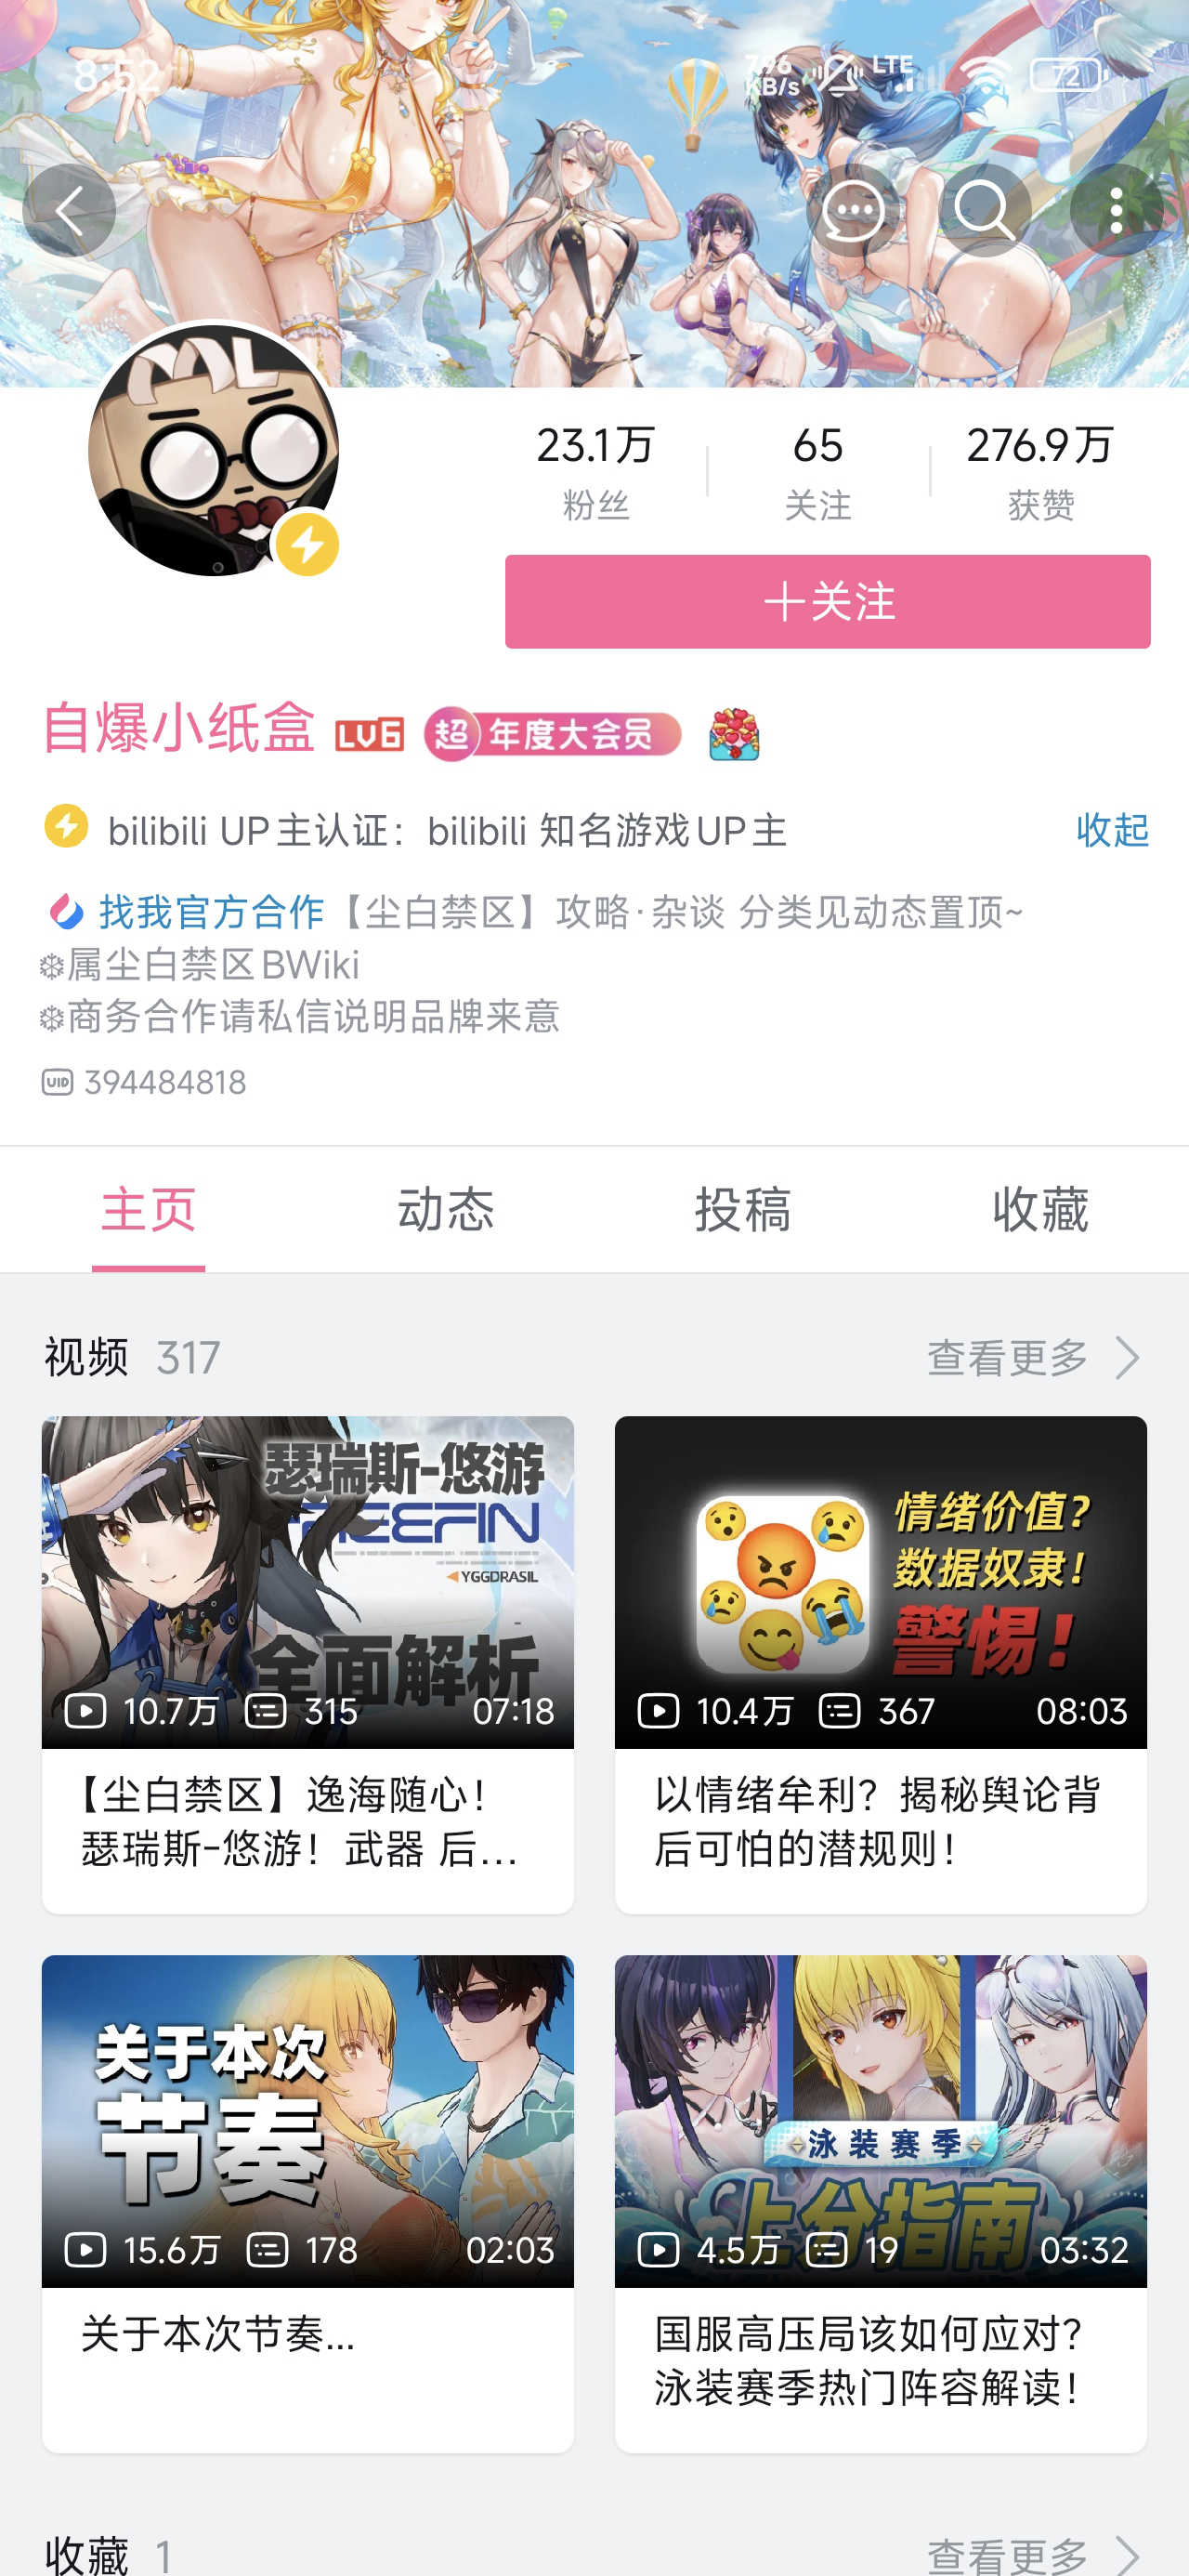 8:52
796
KB/s
LTE
72
23.1万
65
276.9万
粉丝
关注
获赞
十关注
自爆小纸盒
LV6
超 年度大会员
bilibili UP主认证：bilibili 知名游戏UP主
收起
找我官方合作【尘白禁区】攻略·杂谈 分类见动态置顶~
❄属尘白禁区BWiki
❄商务合作请私信说明品牌来意
UID 394484818
主页
动态
投稿
收藏
视频 317
查看更多
瑟瑞斯-悠游
REEFIN
YGGDRASIL
全面解析
10.7万
315
07:18
【尘白禁区】逸海随心！
瑟瑞斯-悠游！武器 后...
情绪价值？
数据奴隶！
警惕！
10.4万
367
08:03
以情绪牟利？揭秘舆论背
后可怕的潜规则！
关于本次
节奏
15.6万
178
02:03
关于本次节奏...
泳装赛季
上分指南
4.5万
19
03:32
国服高压局该如何应对？
泳装赛季热门阵容解读！
收藏 1
查看更多